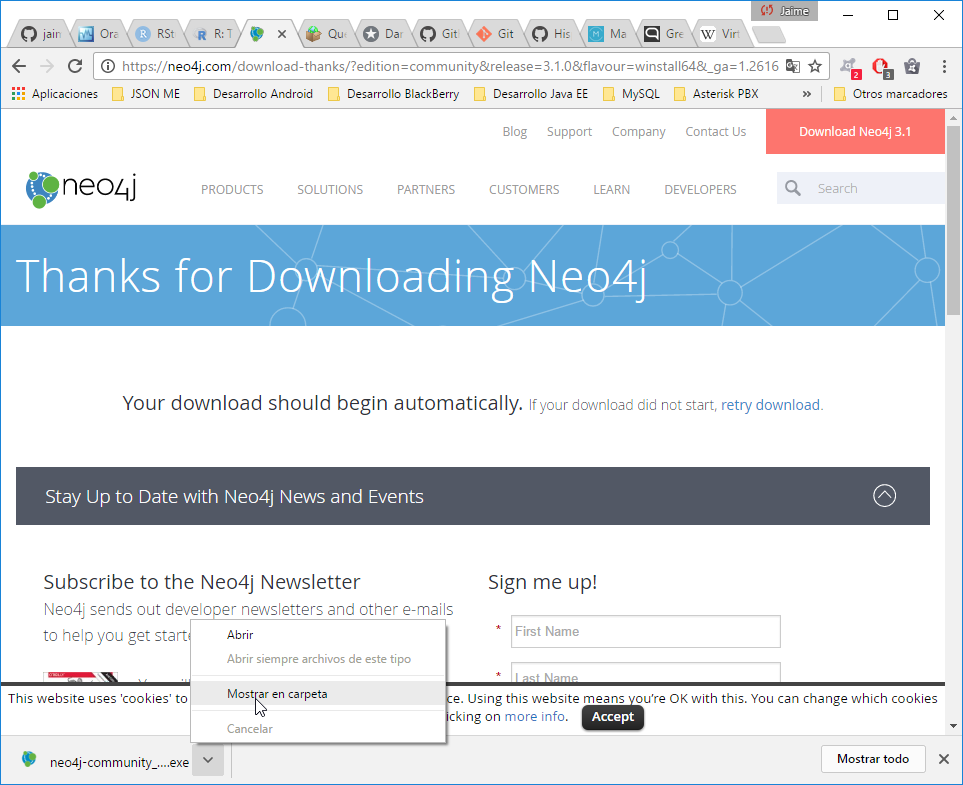 Jaime
jain
Ora
RSt
R: T
Qu
Dar
Git
Git
His
Ma
Gre
Virt
https://neo4j.com/download-thanks/?edition=community&release=3.1.0&flavour=winstall64&_ga=1.2616
2
3
Aplicaciones
JSON ME
Desarrollo Android
Desarrollo BlackBerry
Desarrollo Java EE
MySQL
Asterisk PBX
»
Otros marcadores
Blog
Support
Company
Contact Us
Download Neo4j 3.1
neo4j
PRODUCTS
SOLUTIONS
PARTNERS
CUSTOMERS
LEARN
DEVELOPERS
Search
Thanks for Downloading Neo4j
Your download should begin automatically. If your download did not start, retry download.
Stay Up to Date with Neo4j News and Events
Subscribe to the Neo4j Newsletter
Neo4j sends out developer newsletters and other e-mails
to help you get starte
Sign me up!
* First Name
* Last Name
Abrir
Abrir siempre archivos de este tipo
Mostrar en carpeta
Cancelar
This website uses 'cookies' to
ce. Using this website means you're OK with this. You can change which cookies
icking on more info.
Accept
neo4j-community_....exe
Mostrar todo